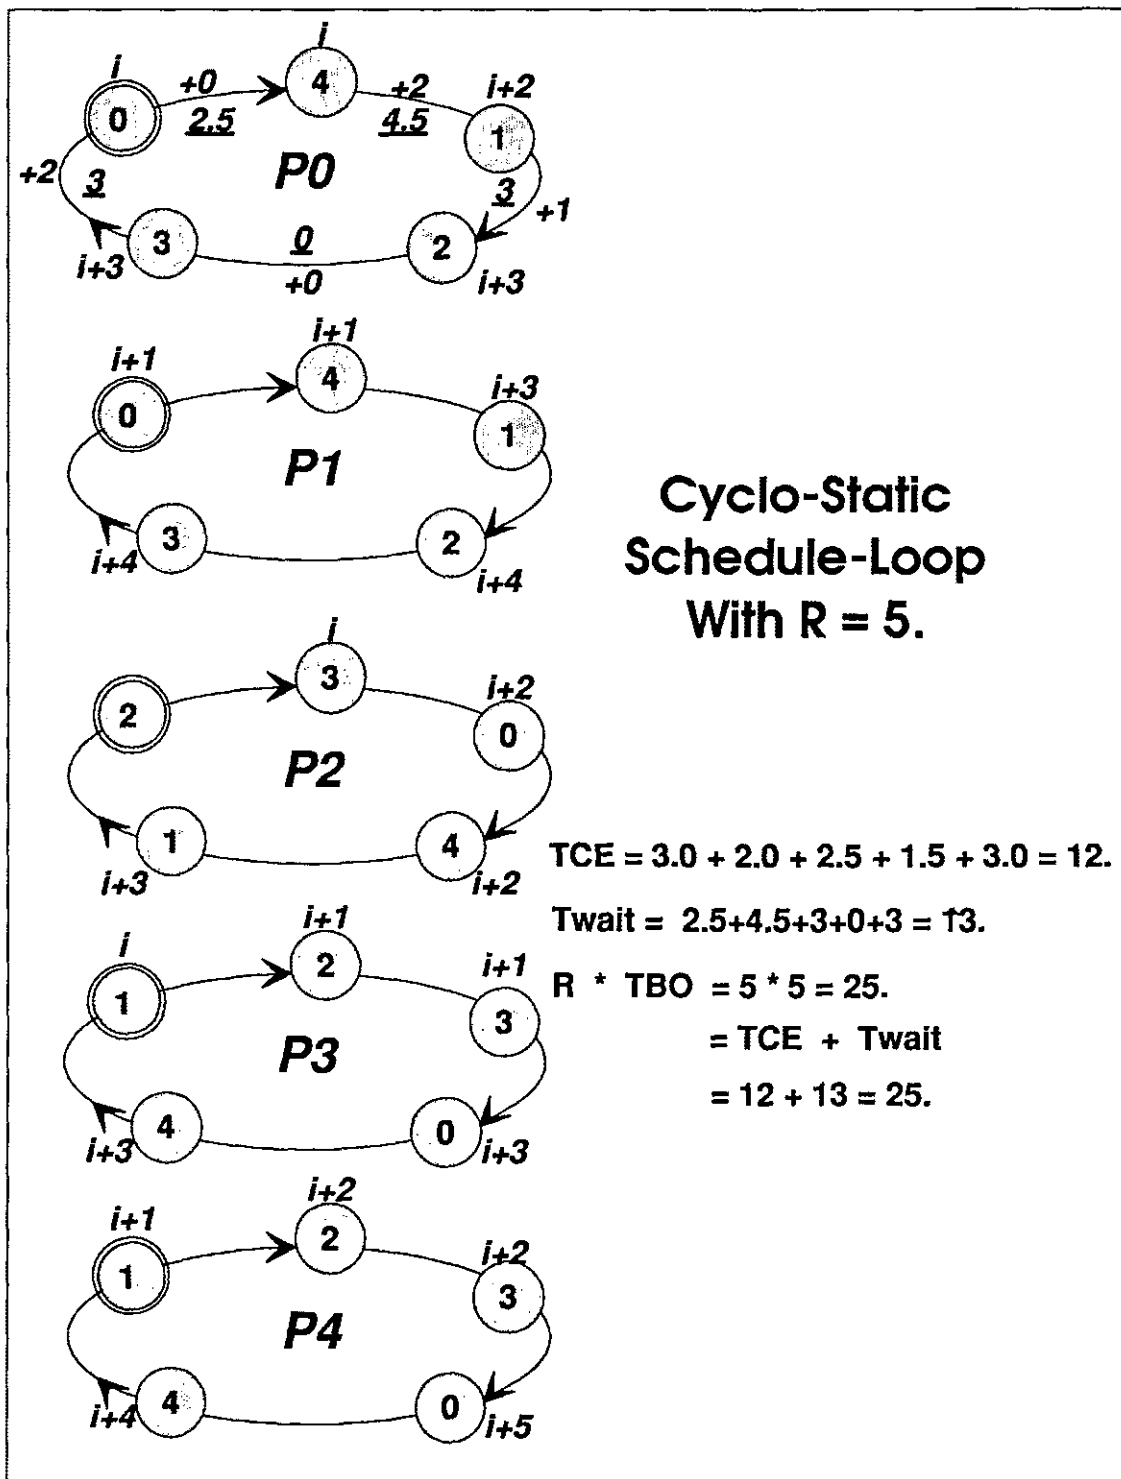 i
i
+0
4
+2
i+2
0
2.5
4.5
1
P0
+2
3
3
+1
3
0
2
i+3
+0
i+3
i+1
i+1
4
i+3
0
1
P1
3
2
i+4
i+4
i
3
i+2
2
0
P2
1
4
i+3
i+2
i
i+1
2
i+1
1
3
P3
4
0
i+3
i+3
i+1
i+2
2
i+2
1
3
P4
4
0
i+4
i+5
Cyclo-Static
Schedule-Loop
With R = 5.
TCE = 3.0 + 2.0 + 2.5 + 1.5 + 3.0 = 12.
Twait = 2.5+4.5+3+0+3 = 13.
R * TBO = 5 * 5 = 25.
= TCE + Twait
= 12 + 13 = 25.